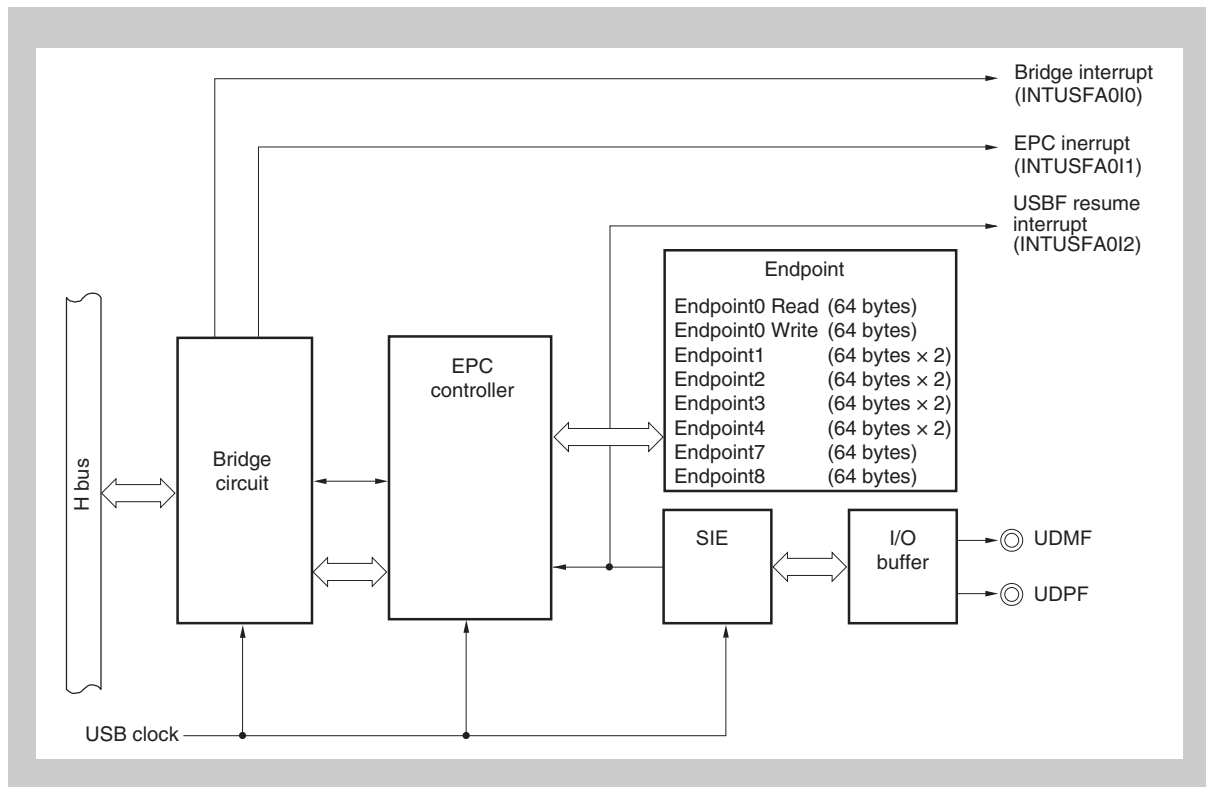 Bridge interrupt
(INTUSFA0I0)
EPC inerrupt
(INTUSFA0I1)
USBF resume
interrupt
(INTUSFA0I2)
Endpoint
Endpoint0 Read (64 bytes)
Endpoint0 Write (64 bytes)
Endpoint1 (64 bytes × 2)
Endpoint2 (64 bytes × 2)
Endpoint3 (64 bytes × 2)
Endpoint4 (64 bytes × 2)
Endpoint7 (64 bytes)
Endpoint8 (64 bytes)
EPC
controller
Bridge
circuit
H bus
SIE
I/O
buffer
UDMF
UDPF
USB clock